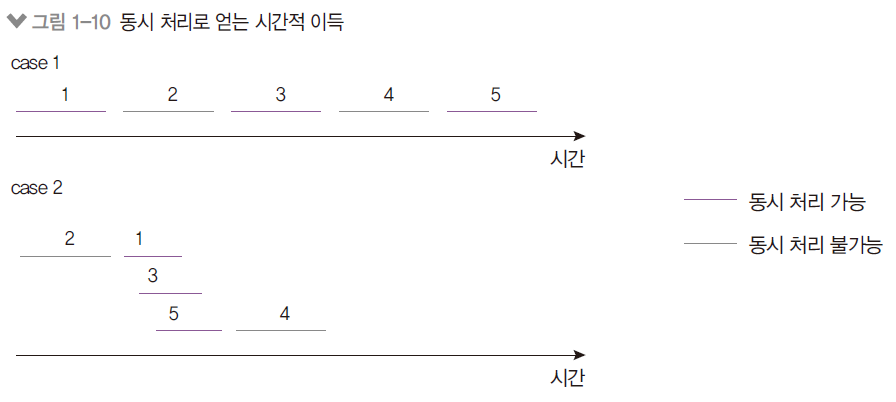 그림 1-10 동시 처리로 얻는 시간적 이득
case 1
1 2 3 4 5
시간
case 2
동시 처리 가능
2 1
동시 처리 불가능
3
5 4
시간